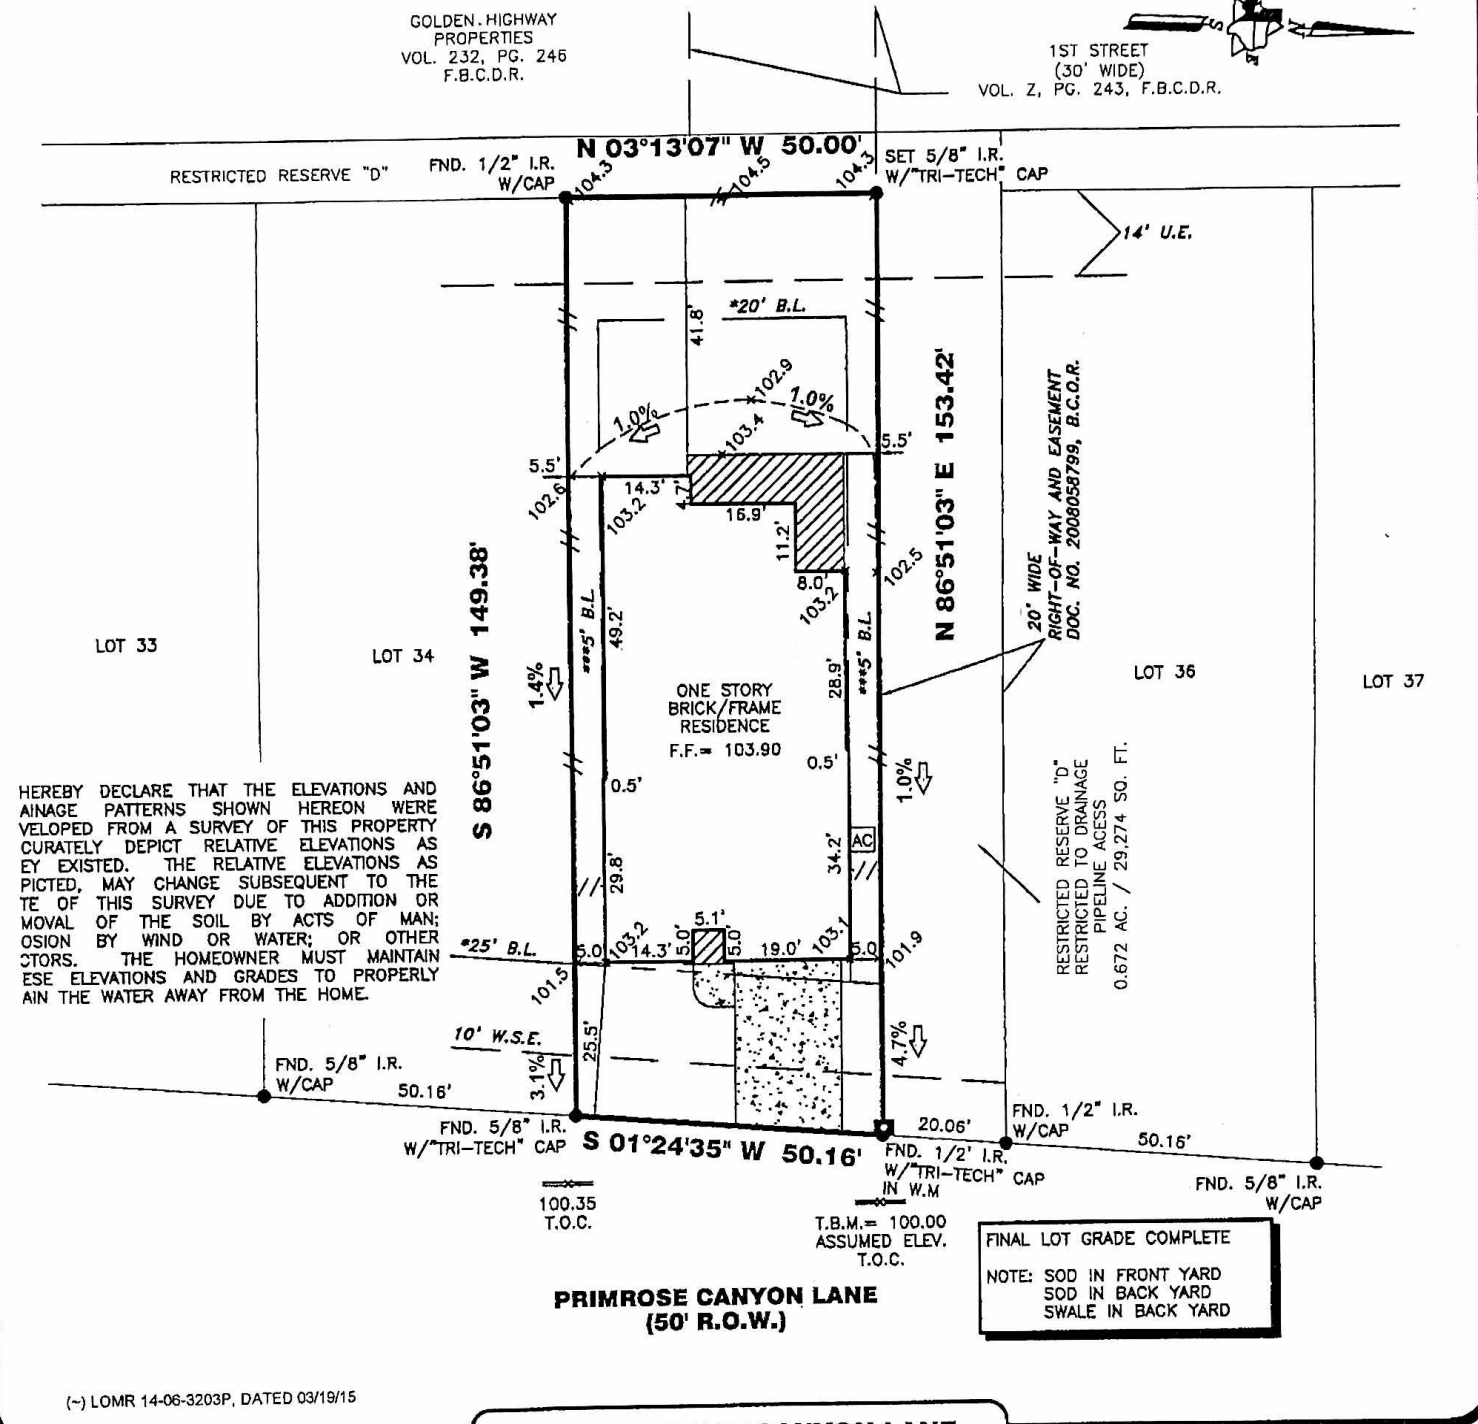 GOLDEN.HIGHWAY
PROPERTIES
VOL. 232, PG. 246
F.B.C.D.R.
1ST STREET
(30' WIDE)
VOL. Z, PG. 243, F.B.C.D.R.
S
N
E
N 03°13'07" W 50.00'
RESTRICTED RESERVE "D"
FND. 1/2" I.R.
W/CAP
104.3
104.5
104.3
SET 5/8" I.R.
W/"TRI-TECH" CAP
14' U.E.
*20' B.L.
41.8'
102.9
1.0%
1.0%
103.4
5.5'
5.5'
102.6
14.3'
4.7'
103.2
16.9'
11.2'
8.0'
103.2
102.5
S 86°51'03" W 149.38'
N 86°51'03" E 153.42'
20' WIDE
RIGHT-OF-WAY AND EASEMENT
DOC. NO. 2008058799, B.C.O.R.
***5' B.L.
49.2'
***5' B.L.
28.9'
1.4%
LOT 33
LOT 34
LOT 36
LOT 37
ONE STORY
BRICK/FRAME
RESIDENCE
F.F.= 103.90
0.5'
0.5'
1.0%
AC
34.2'
29.8'
RESTRICTED RESERVE "D"
RESTRICTED TO DRAINAGE
PIPELINE ACESS
0.672 AC. / 29,274 SQ. FT.
HEREBY DECLARE THAT THE ELEVATIONS AND
AINAGE PATTERNS SHOWN HEREON WERE
VELOPED FROM A SURVEY OF THIS PROPERTY
CURATELY DEPICT RELATIVE ELEVATIONS AS
EY EXISTED. THE RELATIVE ELEVATIONS AS
PICTED, MAY CHANGE SUBSEQUENT TO THE
TE OF THIS SURVEY DUE TO ADDITION OR
MOVAL OF THE SOIL BY ACTS OF MAN;
OSION BY WIND OR WATER; OR OTHER
CTORS. THE HOMEOWNER MUST MAINTAIN
ESE ELEVATIONS AND GRADES TO PROPERLY
AIN THE WATER AWAY FROM THE HOME.
*25' B.L.
5.0'
103.2
14.3'
5.0'
5.1'
5.0'
19.0'
103.1
5.0
101.9
101.5
25.5'
10' W.S.E.
3.1%
4.7%
FND. 5/8" I.R.
W/CAP
50.16'
FND. 5/8" I.R.
W/"TRI-TECH" CAP
S 01°24'35" W 50.16'
FND. 1/2' I.R.
W/"TRI-TECH" CAP
IN W.M
20.06'
FND. 1/2" I.R.
W/CAP
50.16'
FND. 5/8" I.R.
W/CAP
100.35
T.O.C.
T.B.M.= 100.00
ASSUMED ELEV.
T.O.C.
FINAL LOT GRADE COMPLETE
NOTE: SOD IN FRONT YARD
SOD IN BACK YARD
SWALE IN BACK YARD
PRIMROSE CANYON LANE
(50' R.O.W.)
(~) LOMR 14-06-3203P, DATED 03/19/15